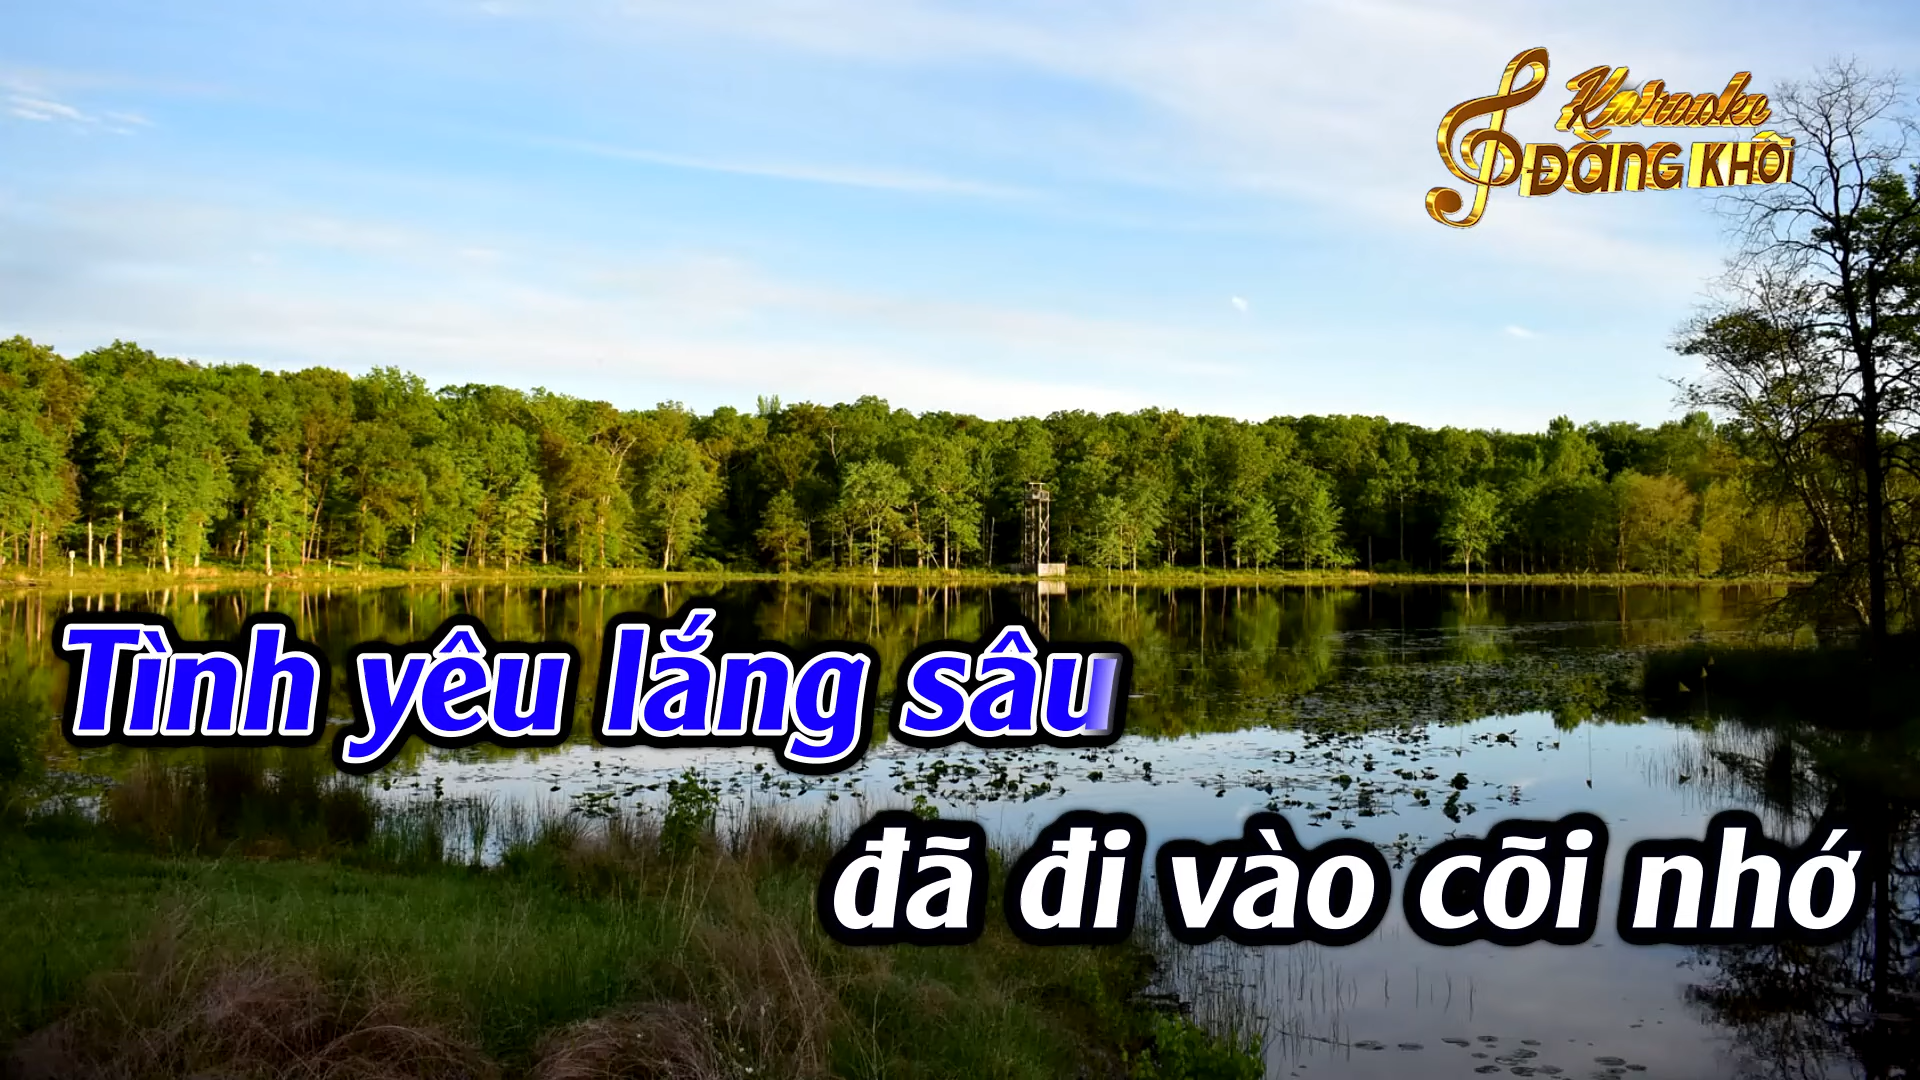 Karaoke
ĐĂNG KHÔI
Tình yêu lắng sâu
đã đi vào cõi nhớ